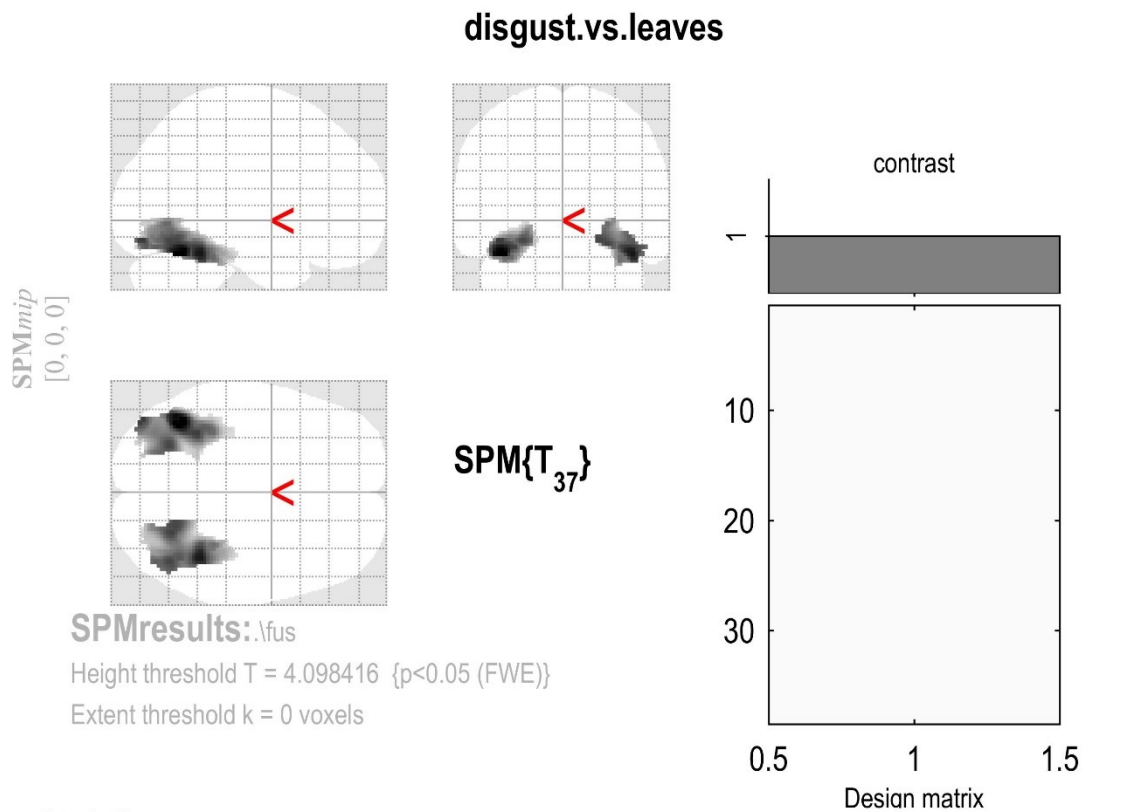 disgust.vs.leaves
<
<
contrast
1
SPMmip
[0, 0, 0]
<
SPM{T37}
10
20
30
SPMresults:.\fus
Height threshold T = 4.098416 {p<0.05 (FWE)}
Extent threshold k = 0 voxels
0.5 1 1.5
Design matrix